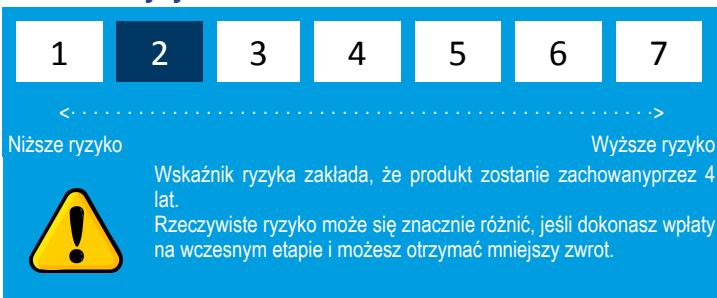 1 2 3 4 5 6 7
Niższe ryzyko Wyższe ryzyko
Wskaźnik ryzyka zakłada, że produkt zostanie zachowanyprzez 4
lat.
Rzeczywiste ryzyko może się znacznie różnić, jeśli dokonasz wpłaty
na wczesnym etapie i możesz otrzymać mniejszy zwrot.